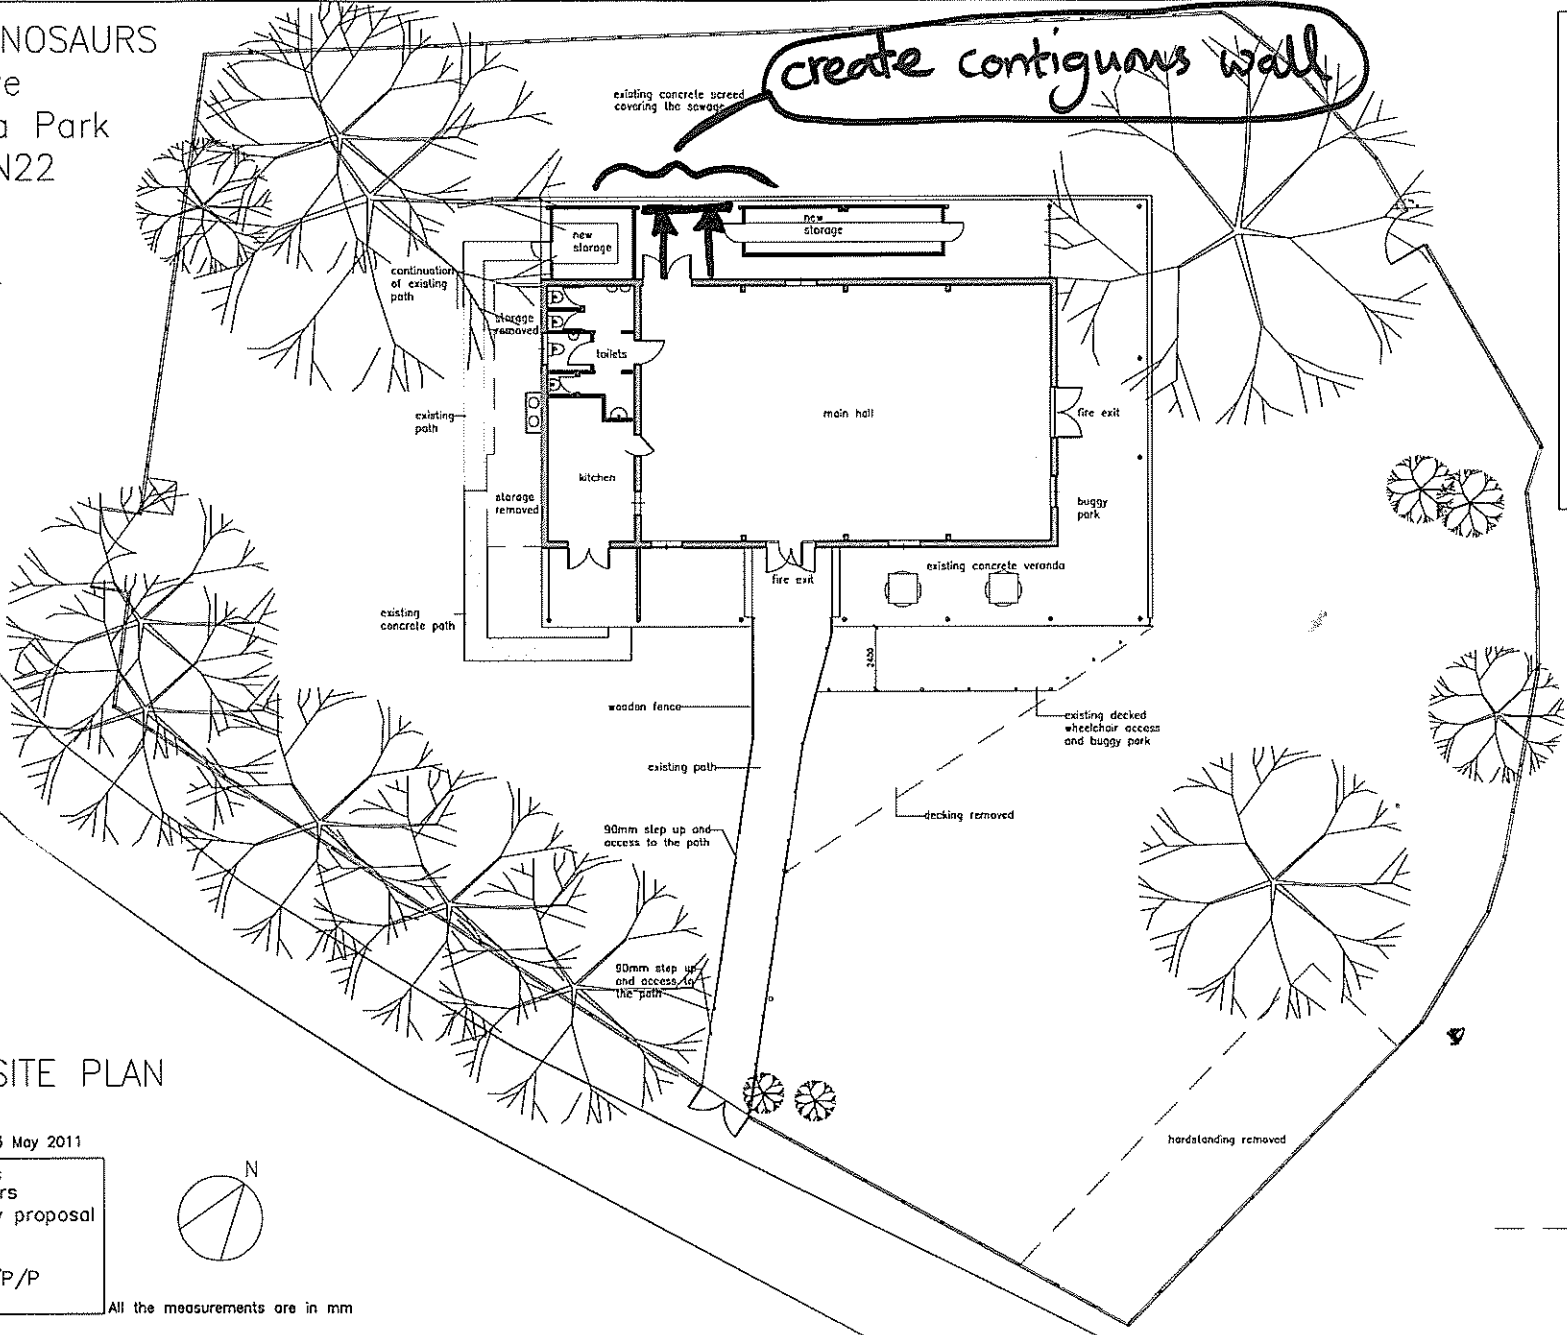 NOSAURS
re
a Park
N22
create contiguous wall
existing concrete screed
covering the sewage
new
storage
new
storage
continuation
of existing
path
storage
removed
toilets
existing
path
main hall
fire exit
kitchen
storage
removed
buggy
park
existing concrete veranda
fire exit
existing
concrete path
2400
wooden fence
existing decked
wheelchair access
and buggy park
existing path
decking removed
90mm step up and
access to the path
90mm step up
and access to
the path
SITE PLAN
May 2011
N
hardstanding removed
rs
proposal
/P/P
All the measurements are in mm